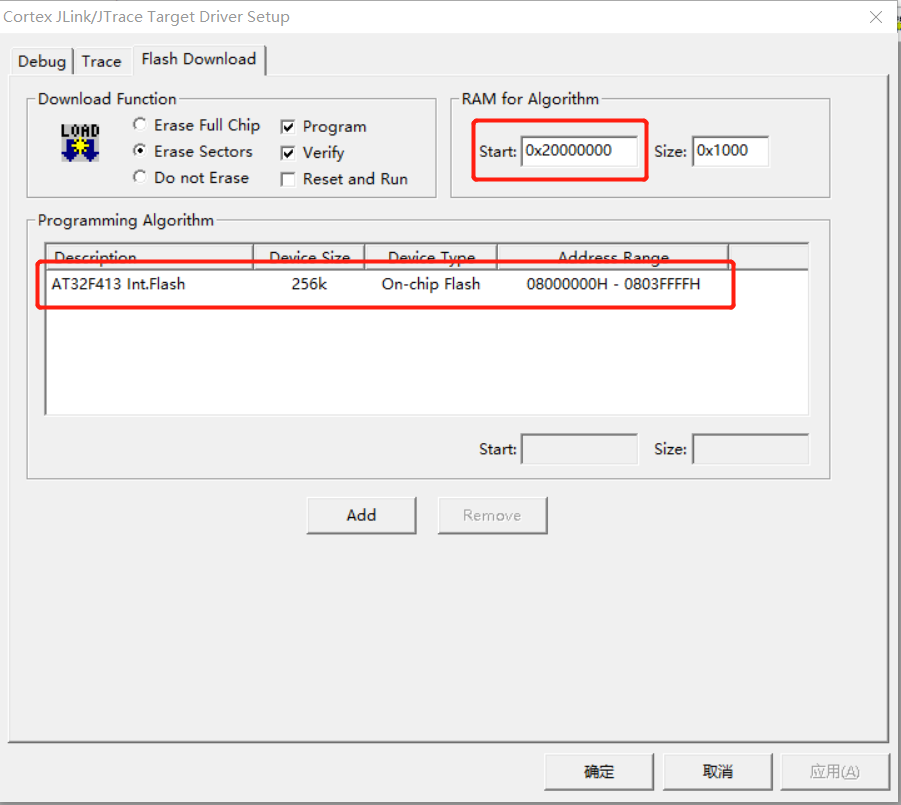 Cortex JLink/JTrace Target Driver Setup
Debug Trace Flash Download
Download Function
LOAD
Erase Full Chip
Erase Sectors
Do not Erase
Program
Verify
Reset and Run
RAM for Algorithm
Start: 0x20000000 Size: 0x1000
Programming Algorithm
Description Device Size Device Type Address Range
AT32F413 Int.Flash 256k On-chip Flash 08000000H - 0803FFFFH
Start: Size:
Add Remove
确定 取消 应用(A)